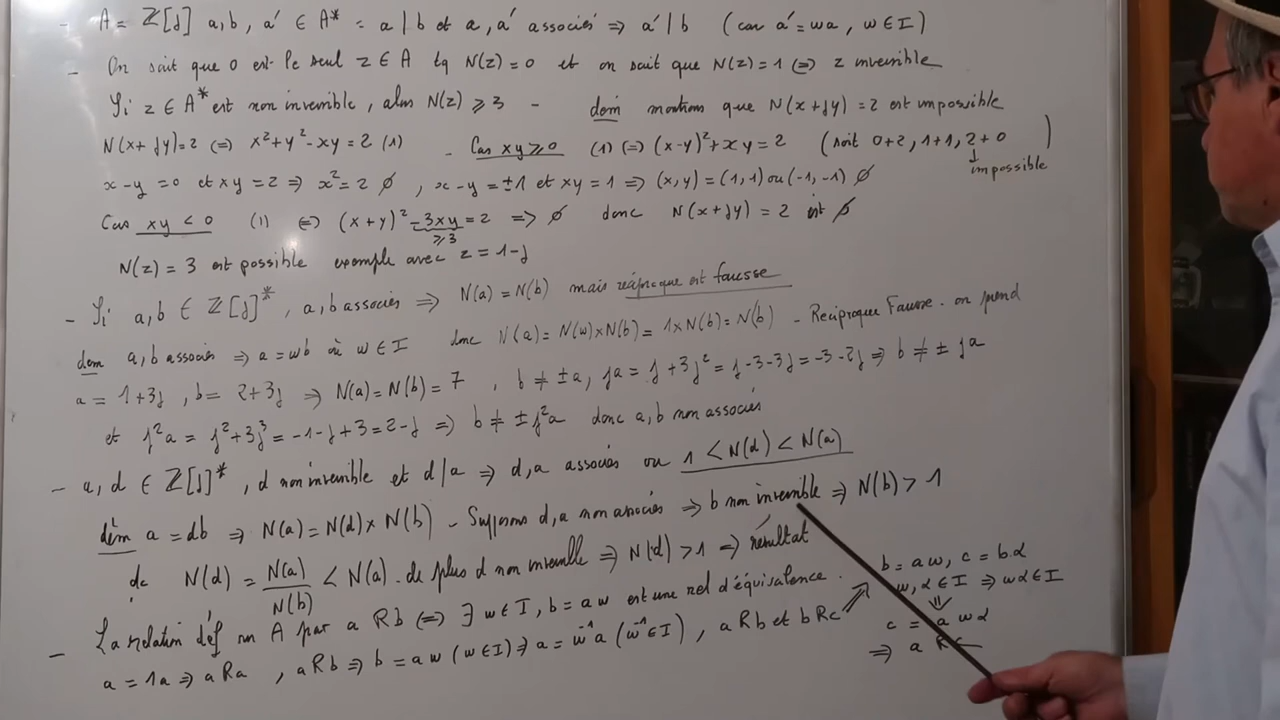 - A = ℤ[j] a,b, a' ∈ A* = a | b et a, a' associés ⇒ a' | b (car a' = wa, w ∈ I)
- On sait que 0 est le seul z ∈ A tq N(z) = 0 et on sait que N(z) = 1 ⇔ z inversible
Si z ∈ A* est non inversible, alors N(z) ⩾ 3 - dem montrons que N(x+jy) = 2 est impossible
N(x+jy) = 2 ⇔ x² + y² - xy = 2 (1) - Cas xy ⩾ 0 (1) ⇔ (x-y)² + xy = 2 (soit 0+2, 1+1, 2+0)
↓ impossible
x - y = 0 et xy = 2 ⇒ x² = 2 ∅, x - y = ±1 et xy = 1 ⇒ (x,y) = (1,1) ou (-1,-1) ∅
Cas xy < 0 (1) ⇔ (x+y)² - 3xy = 2 ⇒ ∅ donc N(x+jy) = 2 est ∅
⩾ 3
N(z) = 3 est possible exemple avec z = 1-j
- Si a,b ∈ ℤ[j]*, a,b associés ⇒ N(a) = N(b) mais réciproque est fausse
dem a,b associés ⇒ a = wb où w ∈ I donc N(a) = N(w)×N(b) = 1×N(b) = N(b) - Réciproque Fausse. on prend
a = 1+3j, b = 2+3j ⇒ N(a) = N(b) = 7, b ≠ ±a, ja = j + 3j² = j-3-3j = -3-2j ⇒ b ≠ ± ja
et j²a = j² + 3j³ = -1-j+3 = 2-j ⇒ b ≠ ± j²a donc a,b non associés
- a, d ∈ ℤ[j]*, d non inversible et d | a ⇒ d,a associés ou 1 < N(d) < N(a)
dém a = db ⇒ N(a) = N(d) × N(b) - Supposons d,a non associés ⇒ b non inversible ⇒ N(b) > 1
dc N(d) = N(a)/N(b) < N(a). de plus d non inversible ⇒ N(d) > 1 ⇒ résultat
- La relation déf sur A par a R b ⇔ ∃ w ∈ I, b = aw est une rel d'équivalence.
a = 1a ⇒ a R a, a R b ⇒ b = aw (w ∈ I) ⇒ a = w⁻¹a (w⁻¹ ∈ I), a R b et b R c ⇒
b = aw, c = b.α
w, α ∈ I ⇒ wα ∈ I
⇓
c = a wα
⇒ a R c